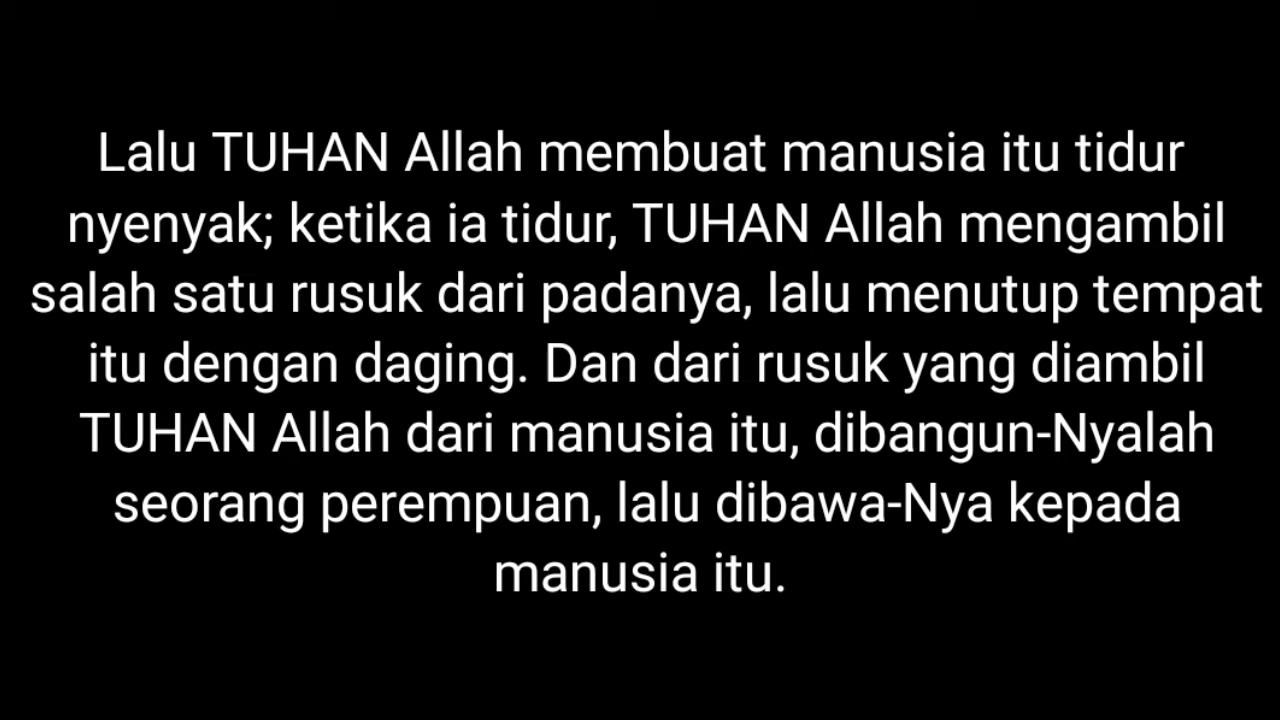 Lalu TUHAN Allah membuat manusia itu tidur
nyenyak; ketika ia tidur, TUHAN Allah mengambil
salah satu rusuk dari padanya, lalu menutup tempat
itu dengan daging. Dan dari rusuk yang diambil
TUHAN Allah dari manusia itu, dibangun-Nyalah
seorang perempuan, lalu dibawa-Nya kepada
manusia itu.